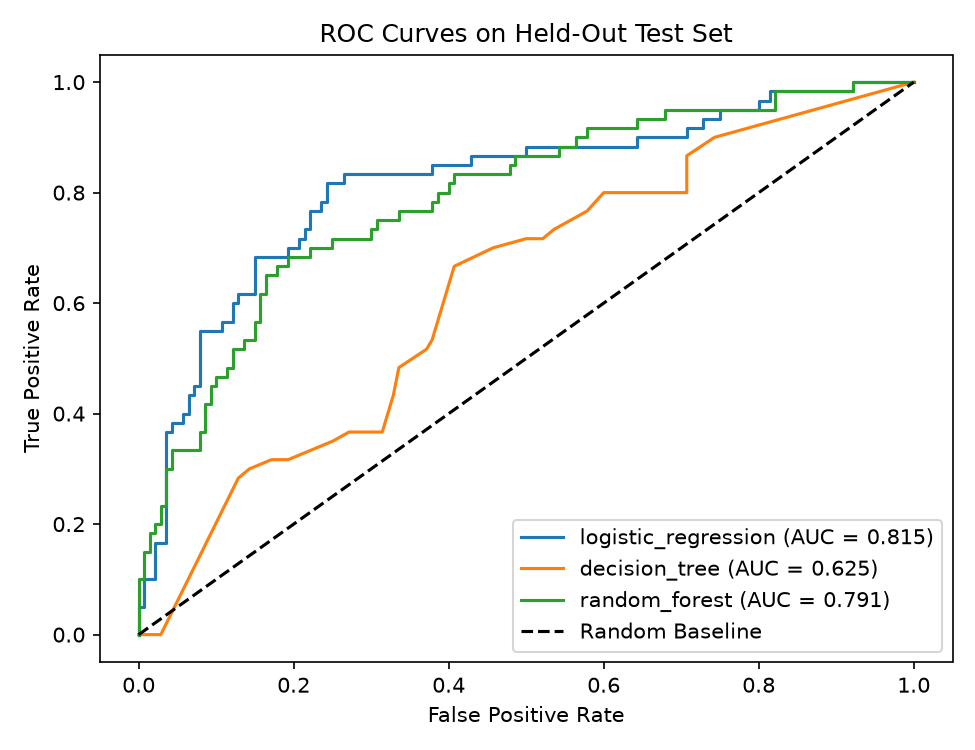 ROC Curves on Held-Out Test Set
True Positive Rate
1.0
0.8
0.6
0.4
0.2
0.0
logistic_regression (AUC = 0.815)
decision_tree (AUC = 0.625)
random_forest (AUC = 0.791)
Random Baseline
0.0 0.2 0.4 0.6 0.8 1.0
False Positive Rate